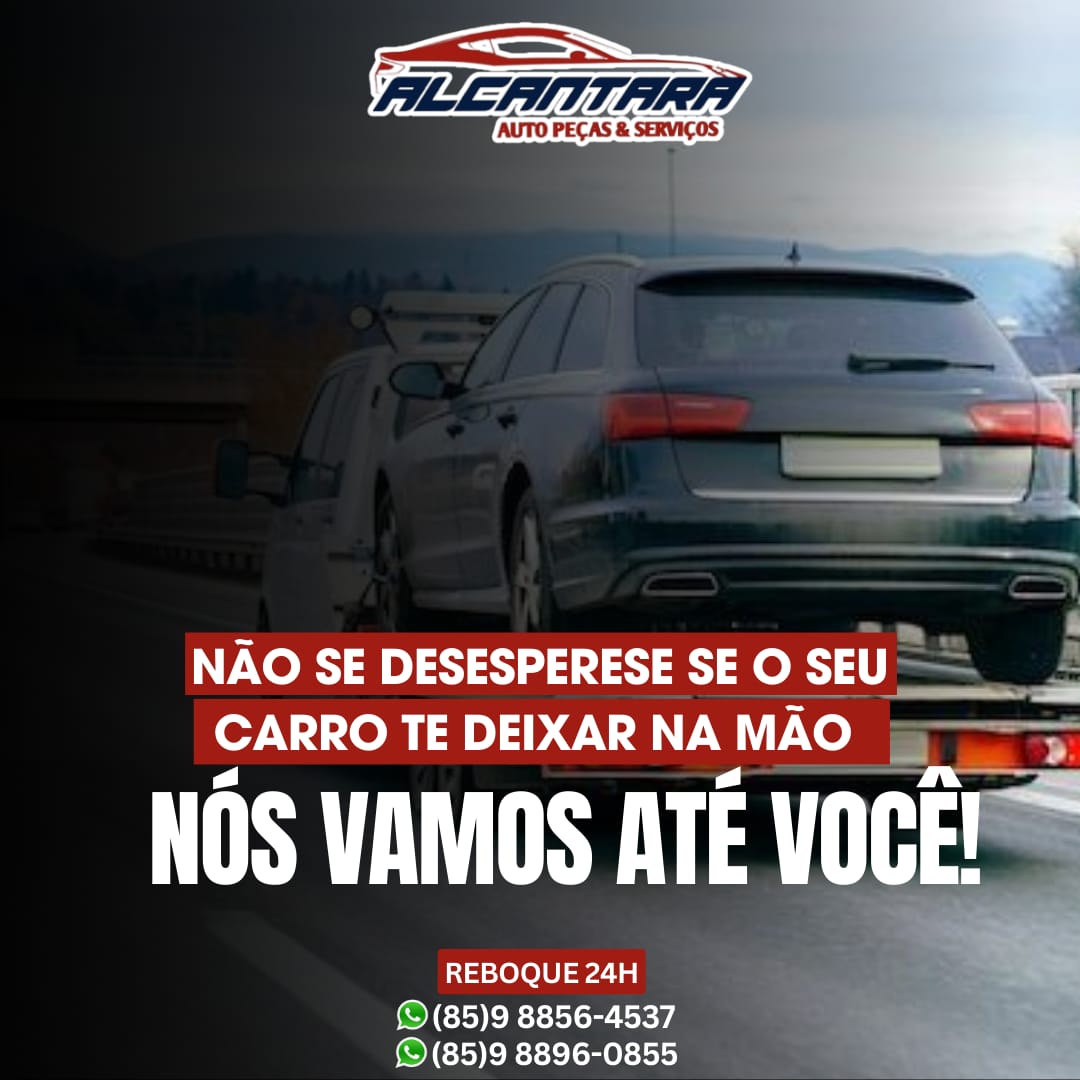 ALCANTARA
AUTO PEÇAS & SERVIÇOS
NÃO SE DESESPERESE SE O SEU
CARRO TE DEIXAR NA MÃO
NÓS VAMOS ATÉ VOCÊ!
REBOQUE 24H
(85)9 8856-4537
(85)9 8896-0855